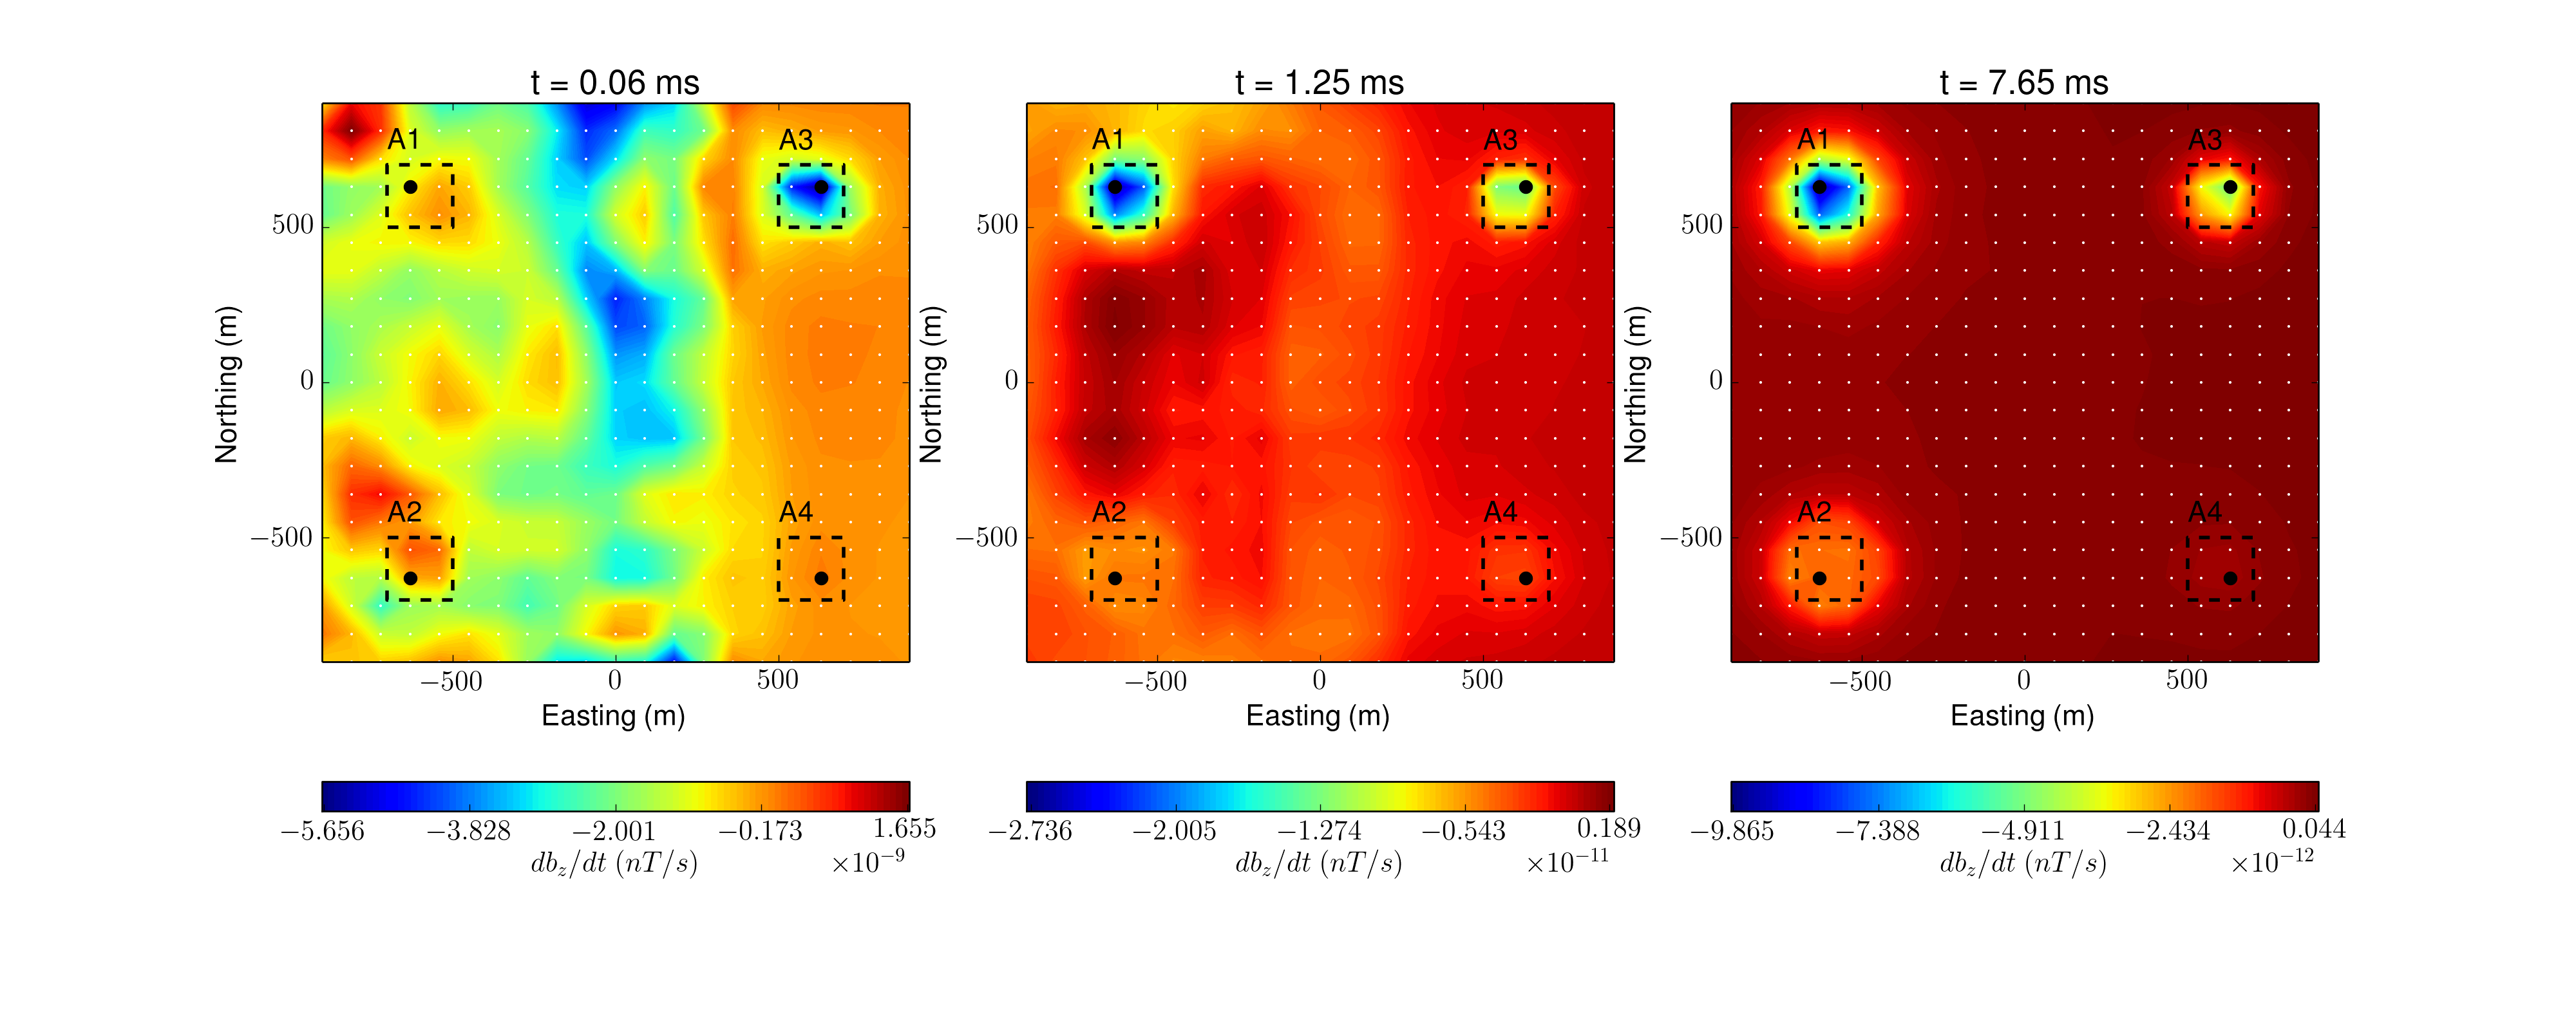 t = 0.06 ms
t = 1.25 ms
t = 7.65 ms
A1
A3
A2
A4
500
0
−500
Northing (m)
−500
0
500
Easting (m)
A1
A3
A2
A4
500
0
−500
Northing (m)
−500
0
500
Easting (m)
A1
A3
A2
A4
500
0
−500
Northing (m)
−500
0
500
Easting (m)
−5.656 −3.828 −2.001 −0.173 1.655
db_z/dt (nT/s) ×10^−9
−2.736 −2.005 −1.274 −0.543 0.189
db_z/dt (nT/s) ×10^−11
−9.865 −7.388 −4.911 −2.434 0.044
db_z/dt (nT/s) ×10^−12